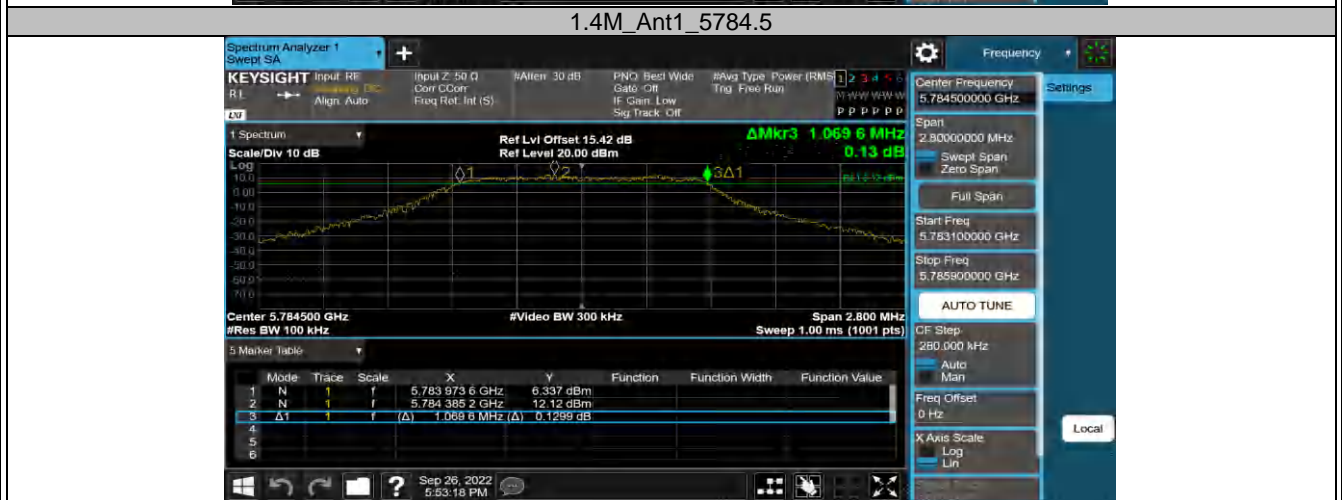 1.4M_Ant1_5784.5
Spectrum Analyzer 1
Swept SA
+
Frequency
KEYSIGHT Input: RF
RL
Align: Auto
Input Z: 50 Ω
Corr CCorr
Freq Ref: Int (S)
#Atten: 30 dB
PNO: Best Wide
Gate: Off
IF Gain: Low
Sig Track: Off
#Avg Type: Power (RMS
Trig: Free Run
1 2 3 4 5 6
P P P P P P
Center Frequency
5.784500000 GHz
Settings
Span
2.80000000 MHz
Swept Span
Zero Span
Full Span
Start Freq
5.783100000 GHz
Stop Freq
5.785900000 GHz
AUTO TUNE
CF Step
280.000 kHz
Auto
Man
Freq Offset
0 Hz
X Axis Scale
Log
Lin
Local
1 Spectrum
Scale/Div 10 dB
Ref Lvl Offset 15.42 dB
Ref Level 20.00 dBm
ΔMkr3 1.069 6 MHz
0.13 dB
Log
10.0
0.00
-10.0
-20.0
-30.0
-40.0
-50.0
-60.0
-70.0
1
2
3Δ1
Center 5.784500 GHz
#Video BW 300 kHz
Span 2.800 MHz
#Res BW 100 kHz
Sweep 1.00 ms (1001 pts)
5 Marker Table
Mode Trace Scale X Y Function Function Width Function Value
1 N 1 f 5.783 973 6 GHz 6.337 dBm
2 N 1 f 5.784 385 2 GHz 12.12 dBm
3 Δ1 1 f (Δ) 1.069 6 MHz (Δ) 0.1299 dB
4
5
6
?
Sep 26, 2022
5:53:18 PM